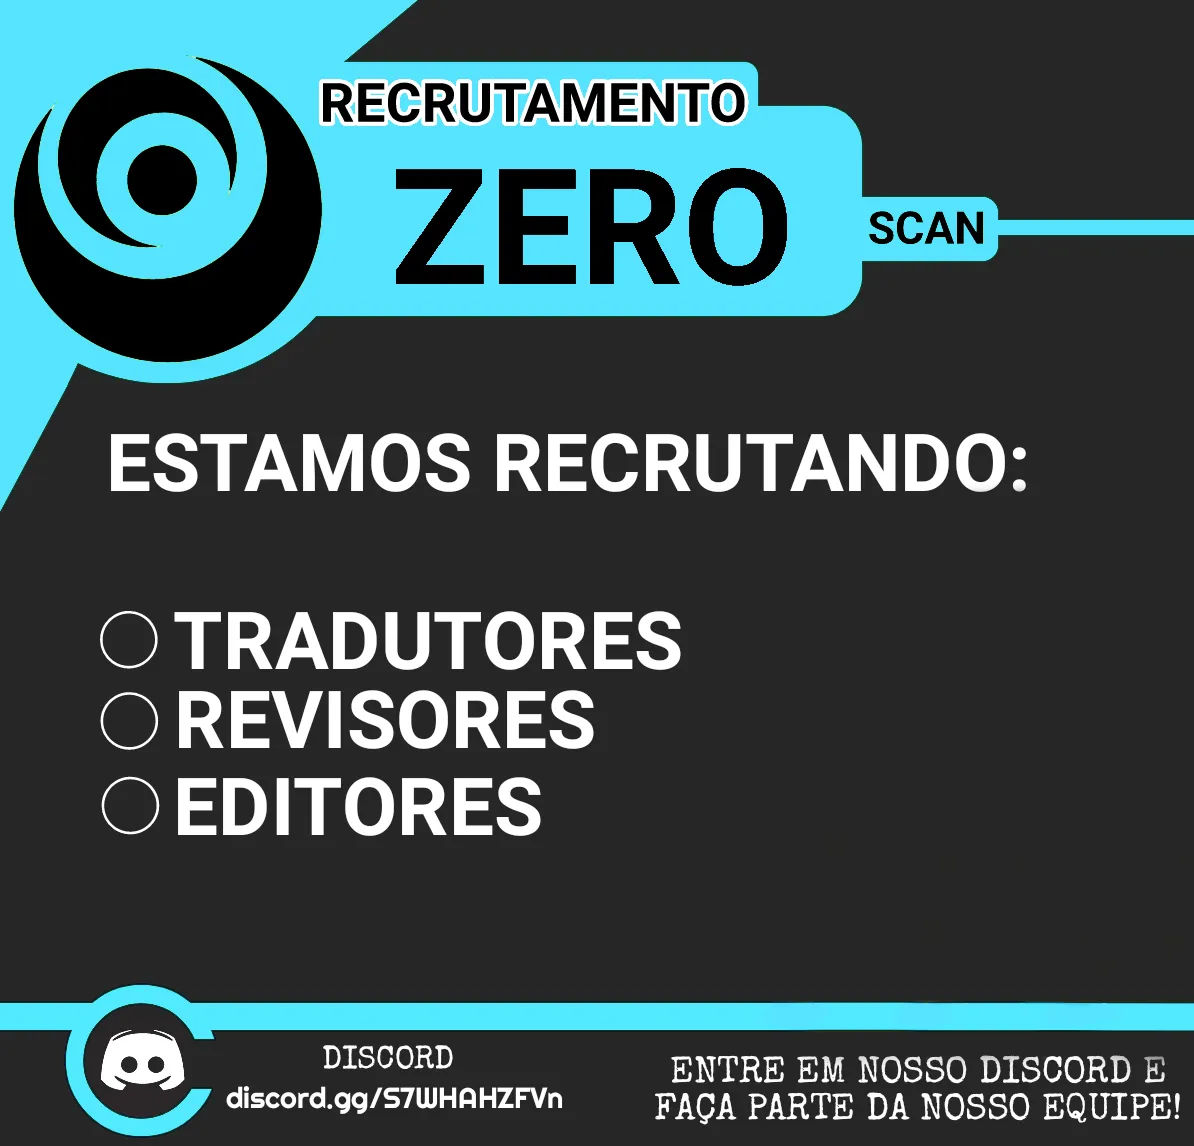 RECRUTAMENTO
ZERO
SCAN
ESTAMOS RECRUTANDO:
TRADUTORES
REVISORES
EDITORES
DISCORD
discord.gg/S7WHAHZFVn
ENTRE EM NOSSO DISCORD E
FAÇA PARTE DA NOSSO EQUIPE!